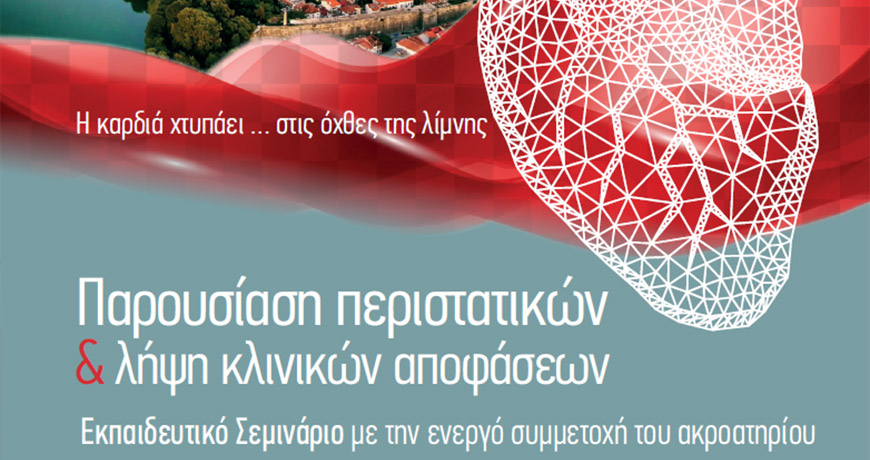 Η καρδιά χτυπάει ... στις όχθες της λίμνης
Παρουσίαση περιστατικών
& λήψη κλινικών αποφάσεων
Εκπαιδευτικό Σεμινάριο με την ενεργό συμμετοχή του ακροατηρίου